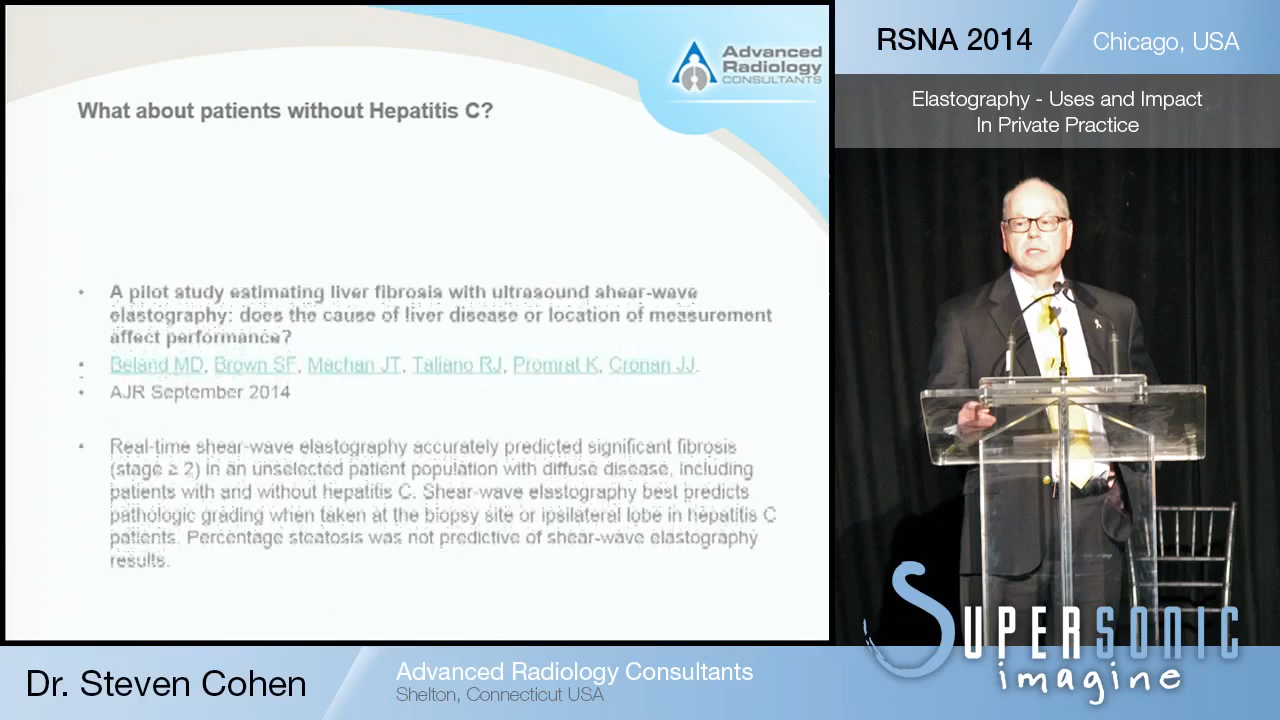 Advanced
Radiology
CONSULTANTS
What about patients without Hepatitis C?
• A pilot study estimating liver fibrosis with ultrasound shear-wave
elastography: does the cause of liver disease or location of measurement
affect performance?
• Beland MD, Brown SF, Machan JT, Taliano RJ, Promrat K, Cronan JJ.
• AJR September 2014
• Real-time shear-wave elastography accurately predicted significant fibrosis
(stage ≥ 2) in an unselected patient population with diffuse disease, including
patients with and without hepatitis C. Shear-wave elastography best predicts
pathologic grading when taken at the biopsy site or ipsilateral lobe in hepatitis C
patients. Percentage steatosis was not predictive of shear-wave elastography
results.
RSNA 2014
Chicago, USA
Elastography - Uses and Impact
In Private Practice
SUPERSONIC
imagine
Dr. Steven Cohen
Advanced Radiology Consultants
Shelton, Connecticut USA